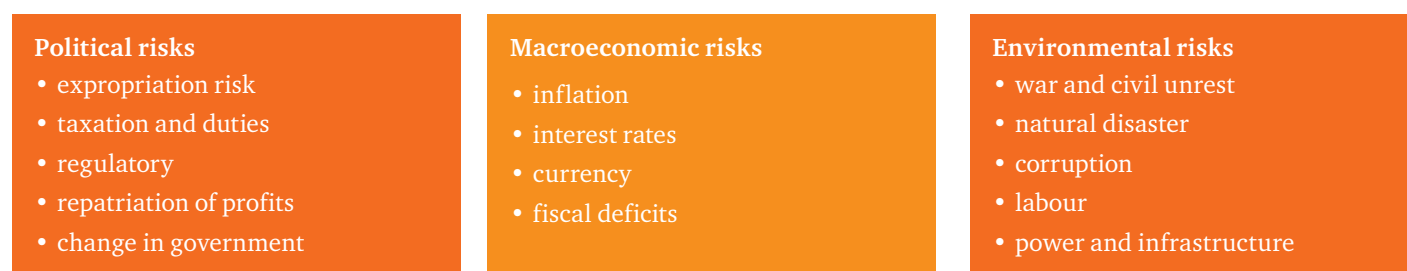 Political risks
• expropriation risk
• taxation and duties
• regulatory
• repatriation of profits
• change in government
Macroeconomic risks
• inflation
• interest rates
• currency
• fiscal deficits
Environmental risks
• war and civil unrest
• natural disaster
• corruption
• labour
• power and infrastructure